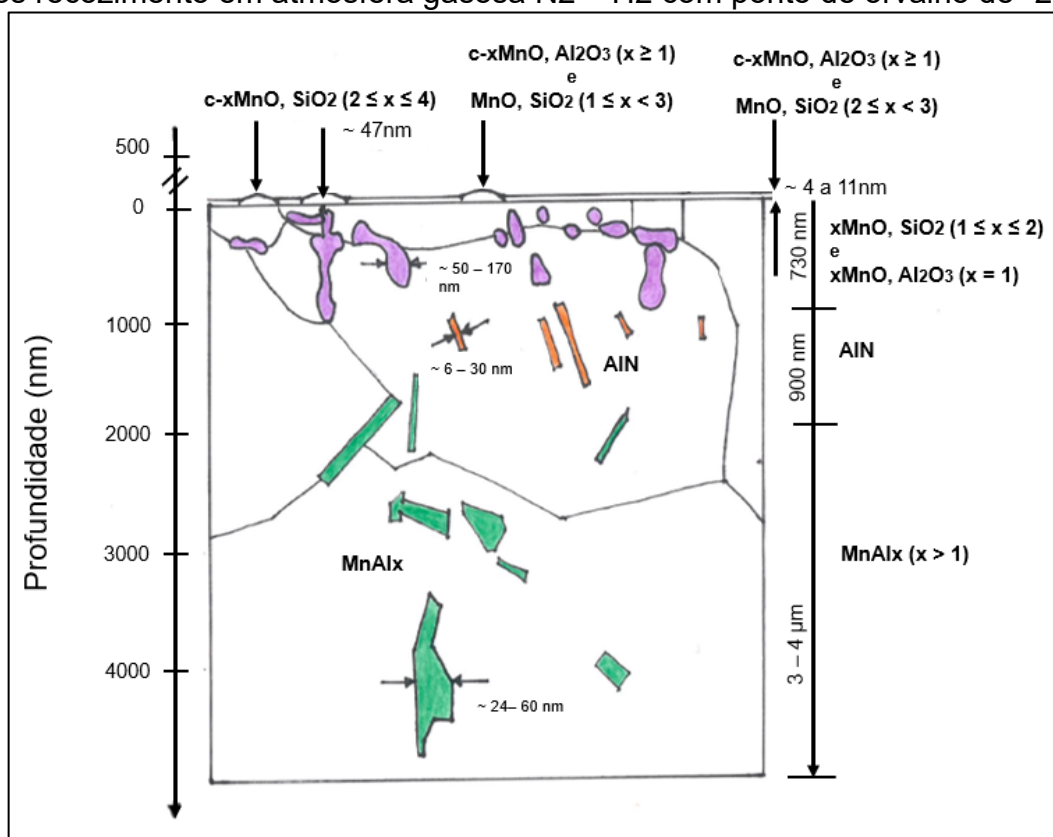 c-xMnO, Al2O3 (x ≥ 1)
e
MnO, SiO2 (1 ≤ x < 3)
c-xMnO, Al2O3 (x ≥ 1)
e
MnO, SiO2 (2 ≤ x < 3)
c-xMnO, SiO2 (2 ≤ x ≤ 4)
~ 47nm
500
~ 4 a 11nm
0
730 nm
xMnO, SiO2 (1 ≤ x ≤ 2)
e
xMnO, Al2O3 (x = 1)
~ 50 – 170
nm
1000
900 nm
AlN
AlN
~ 6 – 30 nm
2000
Profundidade (nm)
3000
MnAlx
MnAlx (x > 1)
3 – 4 µm
4000
~ 24– 60 nm